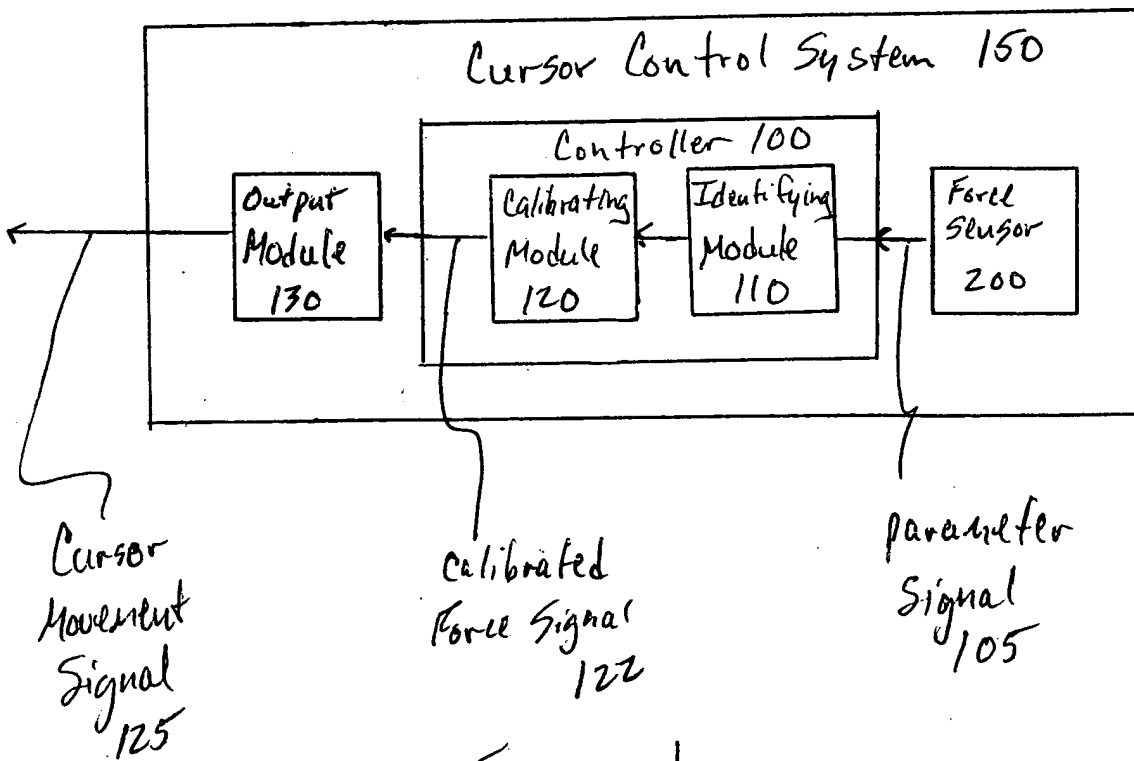 Cursor Control System 150
Controller 100
Output
Module
130
Calibrating
Module
120
Identifying
Module
110
Force
Sensor
200
Cursor
Movement
Signal
125
Calibrated
Force Signal
122
parameter
Signal
105